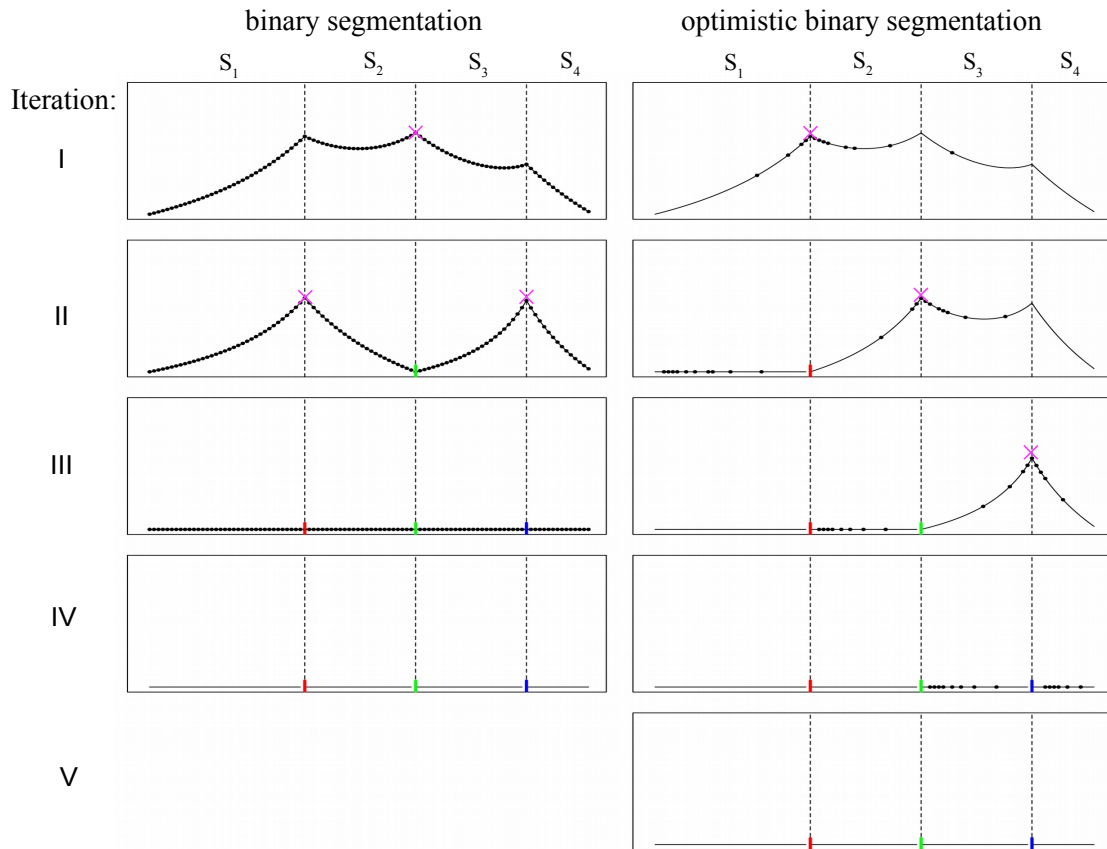 binary segmentation optimistic binary segmentation
S1 S2 S3 S4 S1 S2 S3 S4
Iteration:
I
II
III
IV
V